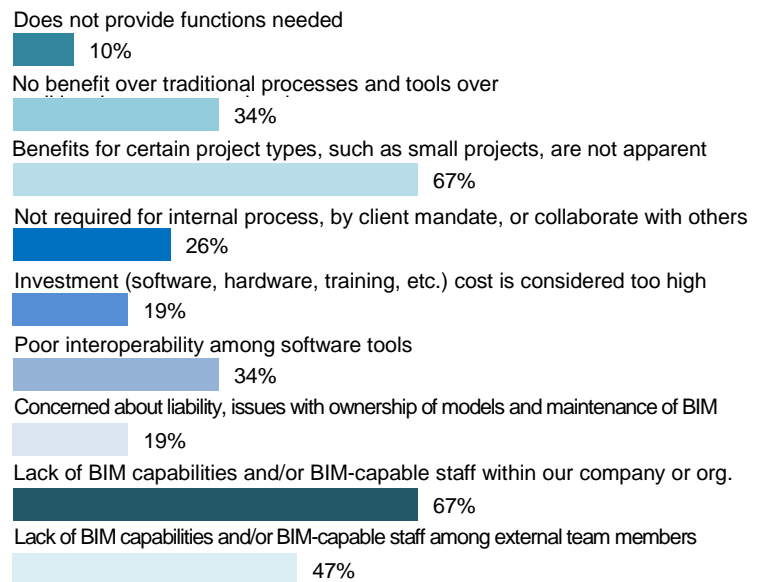 Does not provide functions needed
10%
No benefit over traditional processes and tools over
34%
Benefits for certain project types, such as small projects, are not apparent
67%
Not required for internal process, by client mandate, or collaborate with others
26%
Investment (software, hardware, training, etc.) cost is considered too high
19%
Poor interoperability among software tools
34%
Concerned about liability, issues with ownership of models and maintenance of BIM
19%
Lack of BIM capabilities and/or BIM-capable staff within our company or org.
67%
Lack of BIM capabilities and/or BIM-capable staff among external team members
47%